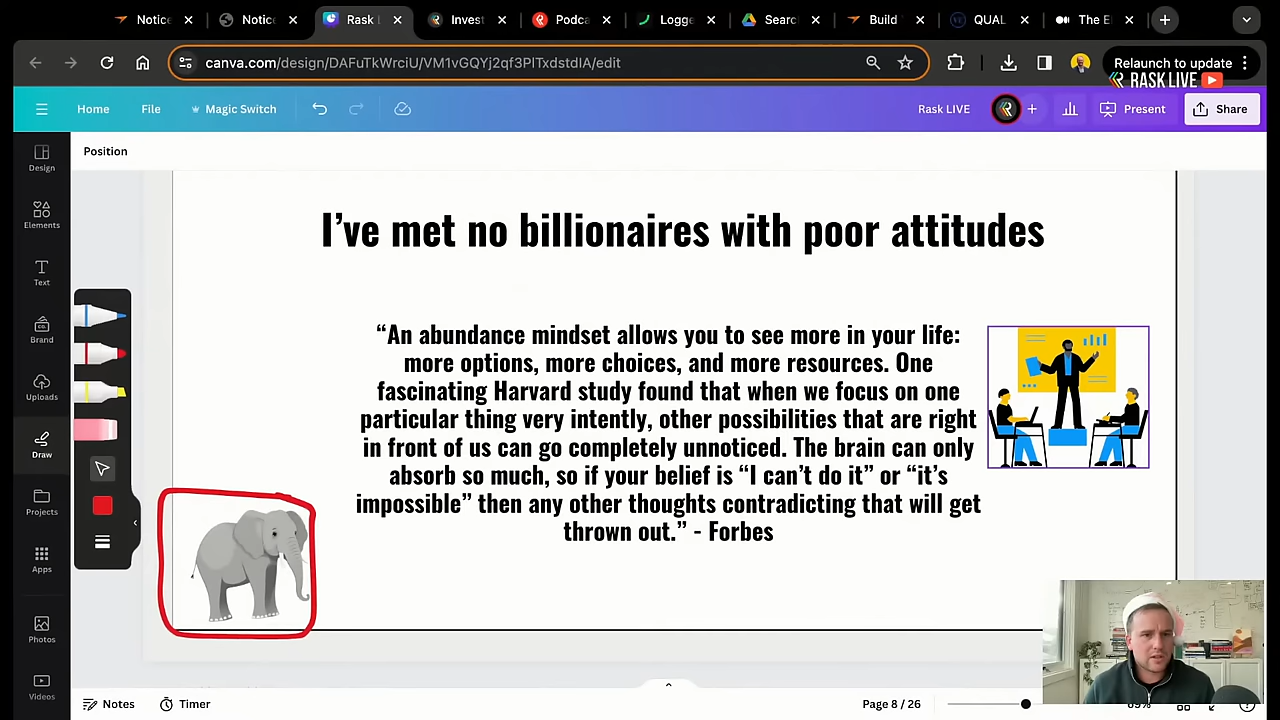 Notice
Notice
Rask L
Invest
Podca
Logge
Searc
Build
QUAL
The E
canva.com/design/DAFuTkWrciU/VM1vGQYj2qf3PlTxdstdIA/edit
Relaunch to update
RASK LIVE
Home
File
Magic Switch
Rask LIVE
Present
Share
Position
Design
Elements
Text
Brand
Uploads
Draw
Projects
Apps
Photos
Videos
I’ve met no billionaires with poor attitudes
“An abundance mindset allows you to see more in your life:
more options, more choices, and more resources. One
fascinating Harvard study found that when we focus on one
particular thing very intently, other possibilities that are right
in front of us can go completely unnoticed. The brain can only
absorb so much, so if your belief is “I can’t do it” or “it’s
impossible” then any other thoughts contradicting that will get
thrown out.” - Forbes
Notes
Timer
Page 8 / 26